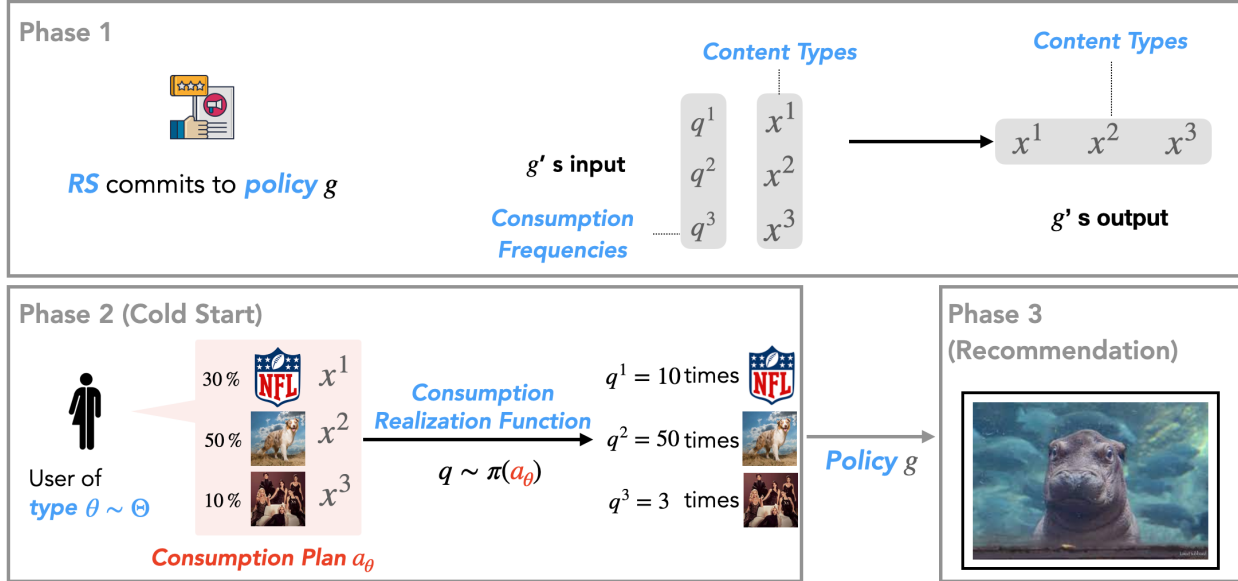 Phase 1
RS commits to policy g
g' s input
Consumption
Frequencies
Content Types
q¹ x¹
q² x²
q³ x³
Content Types
x¹ x² x³
g' s output
Phase 2 (Cold Start)
User of
type θ ~ Θ
30 % NFL x¹
50 % x²
10 % x³
Consumption Plan aθ
Consumption
Realization Function
q ~ π(aθ)
q¹ = 10 times NFL
q² = 50 times
q³ = 3 times
Policy g
Phase 3
(Recommendation)